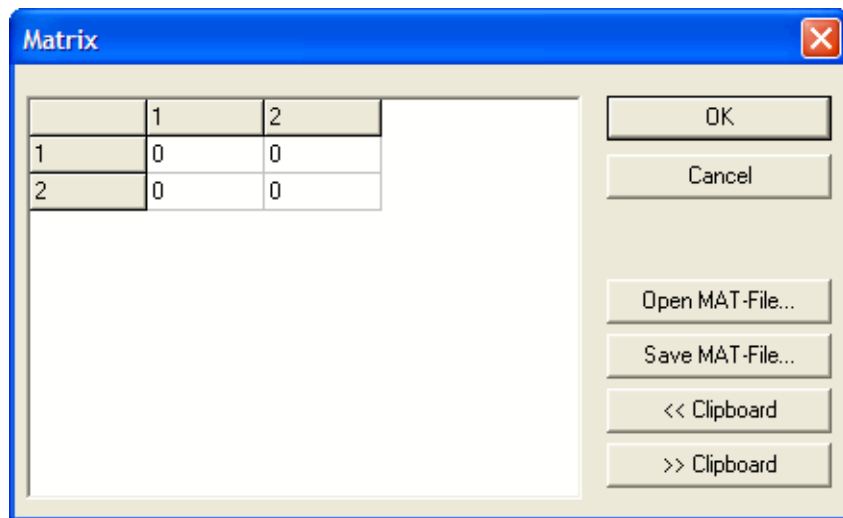 Matrix
1 2
1 0 0
2 0 0
OK
Cancel
Open MAT-File...
Save MAT-File...
<< Clipboard
>> Clipboard